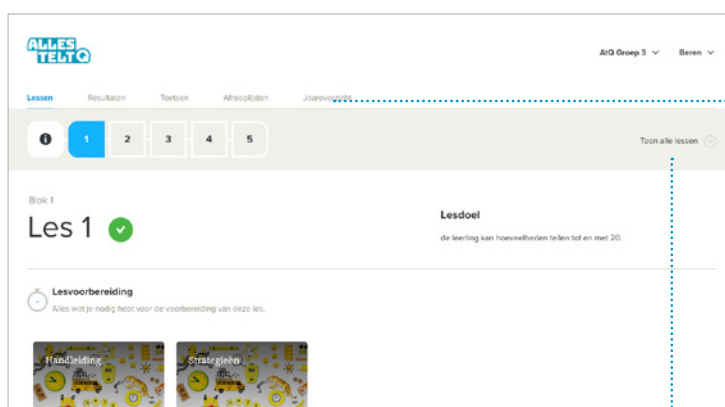 ALLES
TELT Q
AtQ Groep 3
Beren
Lessen
Resultaten
Toetsen
Afroeplijsten
Jaaroverzicht
1
2
3
4
5
Toon alle lessen
Blok 1
Les 1
Lesdoel
de leerling kan hoeveelheden tellen tot en met 20.
Lesvoorbereiding
Alles wat je nodig hebt voor de voorbereiding van deze les.
Handleiding
Strategieën